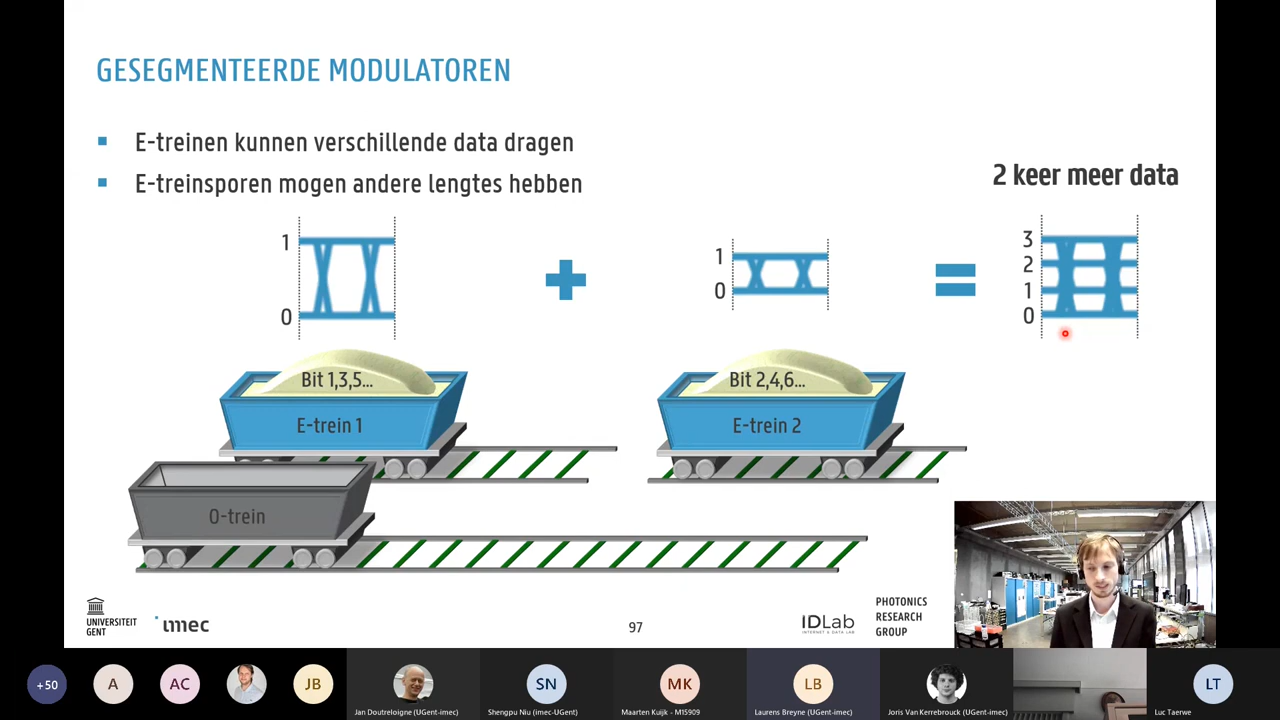 GESEGMENTEERDE MODULATOREN
▪ E-treinen kunnen verschillende data dragen
▪ E-treinsporen mogen andere lengtes hebben
2 keer meer data
1
0
1
0
3
2
1
0
Bit 1,3,5...
E-trein 1
Bit 2,4,6...
E-trein 2
O-trein
UNIVERSITEIT
GENT
imec
97
IDLab
INTERNET & DATA LAB
PHOTONICS
RESEARCH
GROUP
+50
A
AC
JB
Jan Doutreloigne (UGent-imec)
SN
Shengpu Niu (imec-UGent)
MK
Maarten Kuijk - M15909
LB
Laurens Breyne (UGent-imec)
Joris Van Kerrebrouck (UGent-imec)
LT
Luc Taerwe